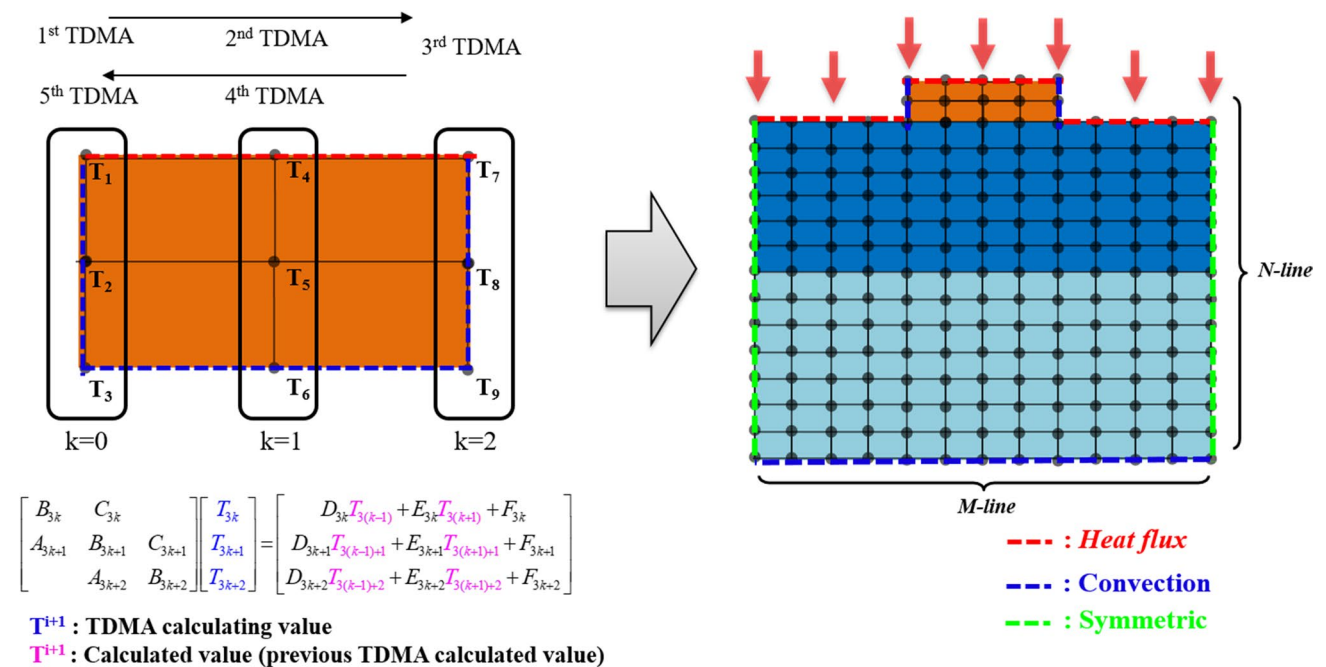 1st TDMA 2nd TDMA 3rd TDMA
5th TDMA 4th TDMA
T1 T4 T7
T2 T5 T8
T3 T6 T9
k=0 k=1 k=2
B3k C3k T3k = D3kT3(k−1) + E3kT3(k+1) + F3k
A3k+1 B3k+1 C3k+1 T3k+1 D3k+1T3(k−1)+1 + E3k+1T3(k+1)+1 + F3k+1
A3k+2 B3k+2 T3k+2 D3k+2T3(k−1)+2 + E3k+2T3(k+1)+2 + F3k+2
Ti+1 : TDMA calculating value
Ti+1 : Calculated value (previous TDMA calculated value)
N-line
M-line
: Heat flux
: Convection
: Symmetric